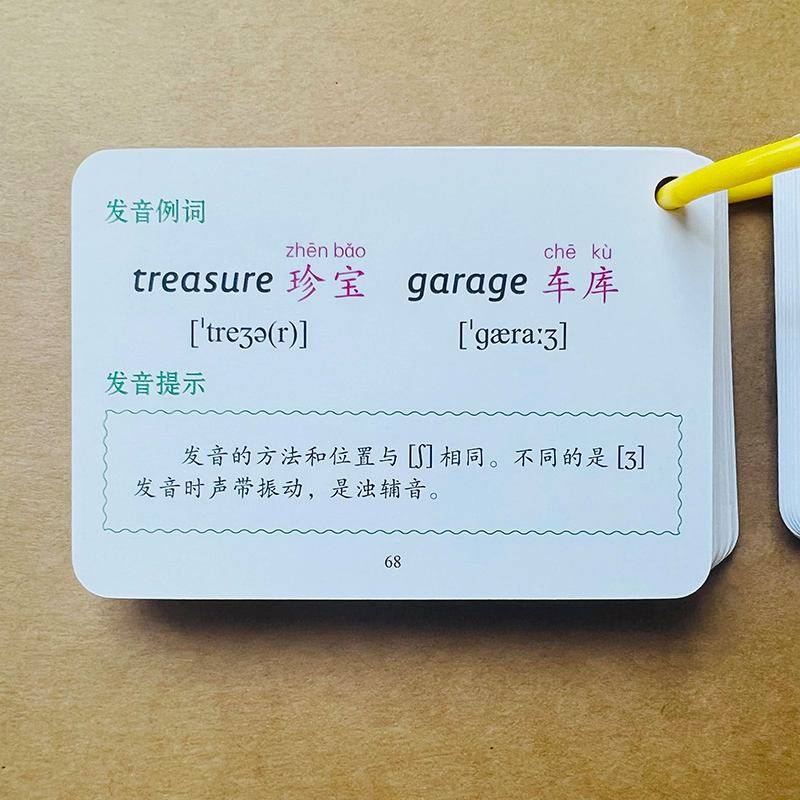 发音例词
zhēn bǎo chē kù
treasure 珍宝 garage 车库
[ˈtreʒə(r)] [ˈɡæraːʒ]
发音提示
发音的方法和位置与 [ʃ] 相同。不同的是 [ʒ]
发音时声带振动，是浊辅音。
68